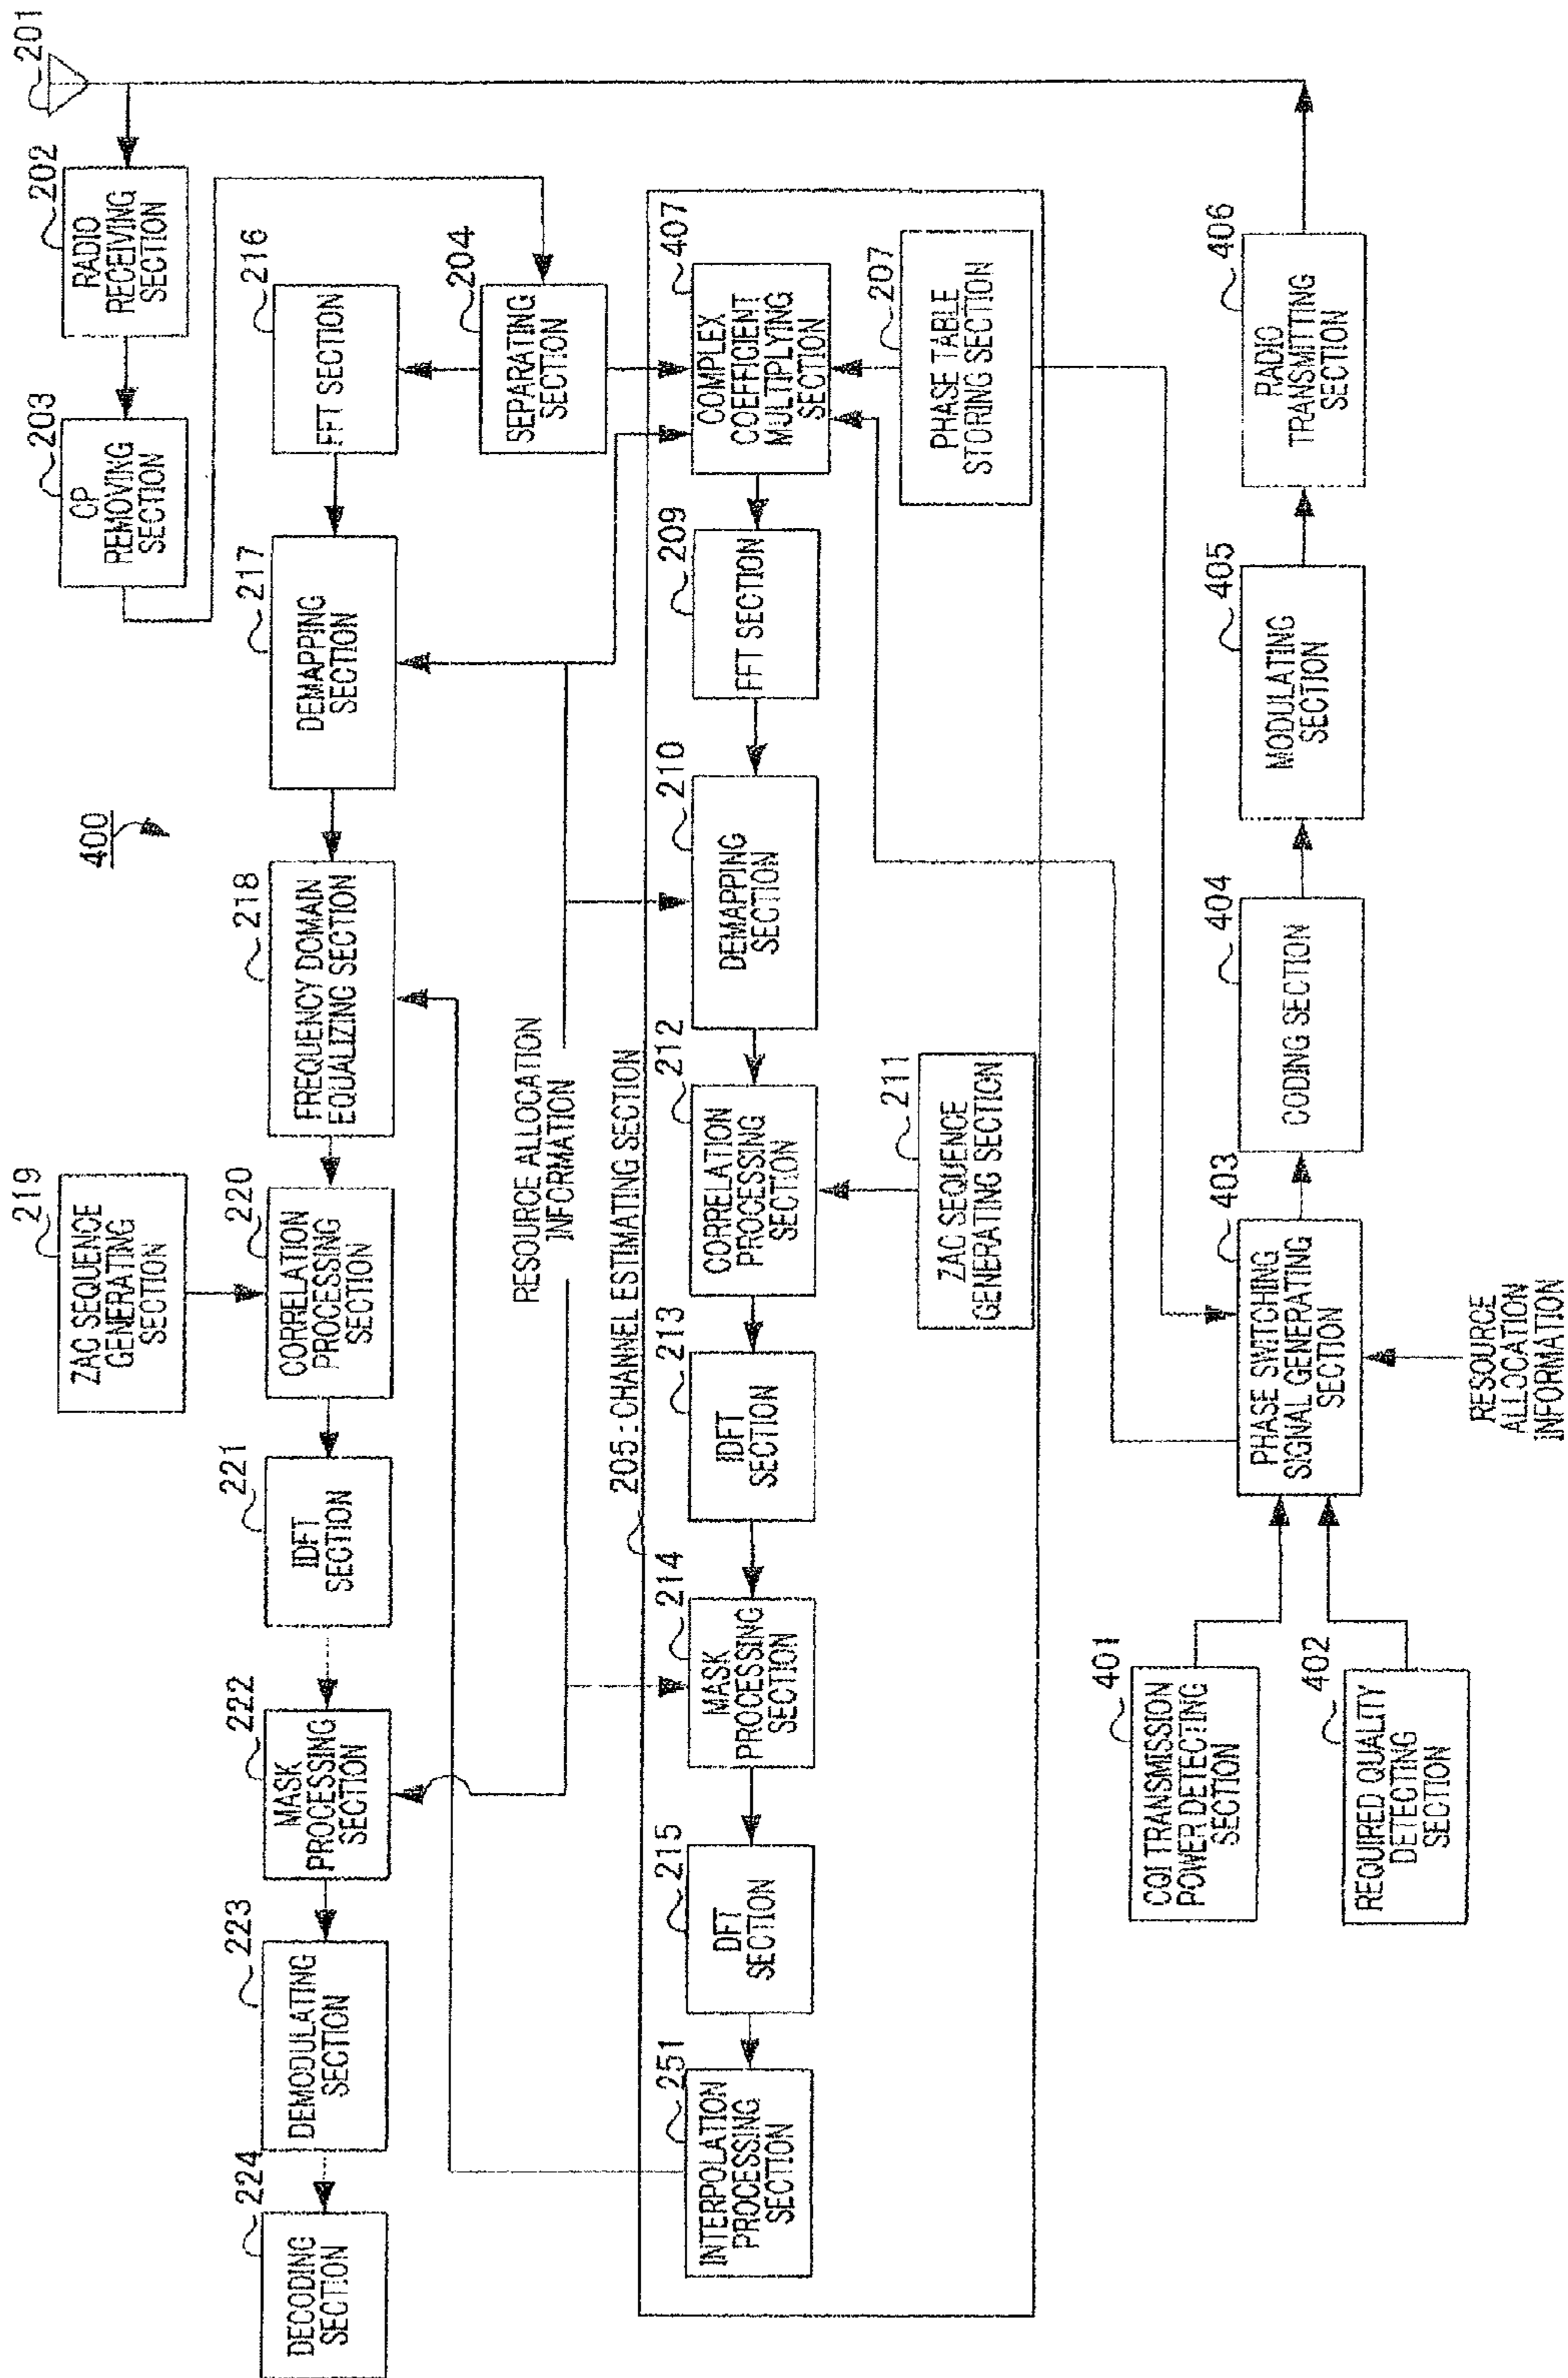 400
201
202
RADIO
RECEIVING
SECTION
203
CP
REMOVING
SECTION
216
FFT SECTION
204
SEPARATING
SECTION
217
DEMAPPING
SECTION
218
FREQUENCY DOMAIN
EQUALIZING SECTION
219
ZAC SEQUENCE
GENERATING
SECTION
220
CORRELATION
PROCESSING
SECTION
221
IDFT
SECTION
222
MASK
PROCESSING
SECTION
223
DEMODULATING
SECTION
224
DECODING
SECTION
RESOURCE ALLOCATION
INFORMATION
205 : CHANNEL ESTIMATING SECTION
407
COMPLEX
COEFFICIENT
MULTIPLYING
SECTION
207
PHASE TABLE
STORING SECTION
209
FFT SECTION
210
DEMAPPING
SECTION
212
CORRELATION
PROCESSING
SECTION
211
ZAC SEQUENCE
GENERATING SECTION
213
IDFT
SECTION
214
MASK
PROCESSING
SECTION
215
DFT
SECTION
251
INTERPOLATION
PROCESSING
SECTION
401
CQI TRANSMISSION
POWER DETECTING
SECTION
402
REQUIRED QUALITY
DETECTING
SECTION
403
PHASE SWITCHING
SIGNAL GENERATING
SECTION
RESOURCE
ALLOCATION
INFORMATION
404
CODING SECTION
405
MODULATING
SECTION
406
RADIO
TRANSMITTING
SECTION